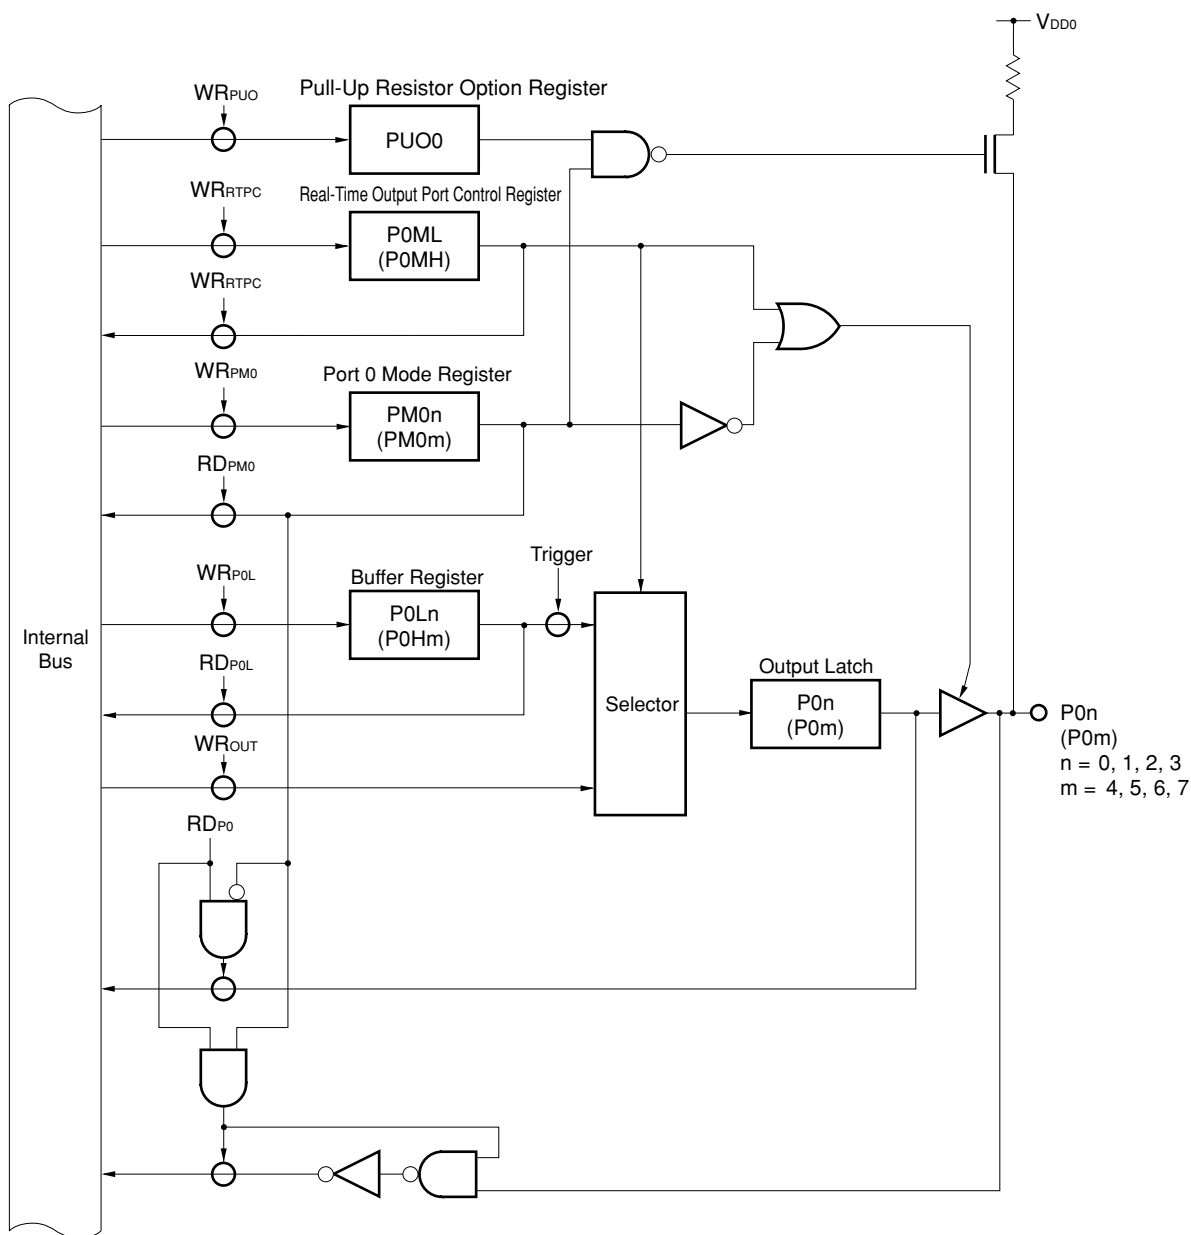 VDD0
WRPUO
Pull-Up Resistor Option Register
PUO0
WRRTPC
Real-Time Output Port Control Register
P0ML
(P0MH)
WRRTPC
WRPM0
Port 0 Mode Register
PM0n
(PM0m)
RDPM0
Trigger
WRP0L
Buffer Register
P0Ln
(P0Hm)
Internal
Bus
RDP0L
Selector
Output Latch
P0n
(P0m)
P0n
(P0m)
n = 0, 1, 2, 3
m = 4, 5, 6, 7
WROUT
RDP0